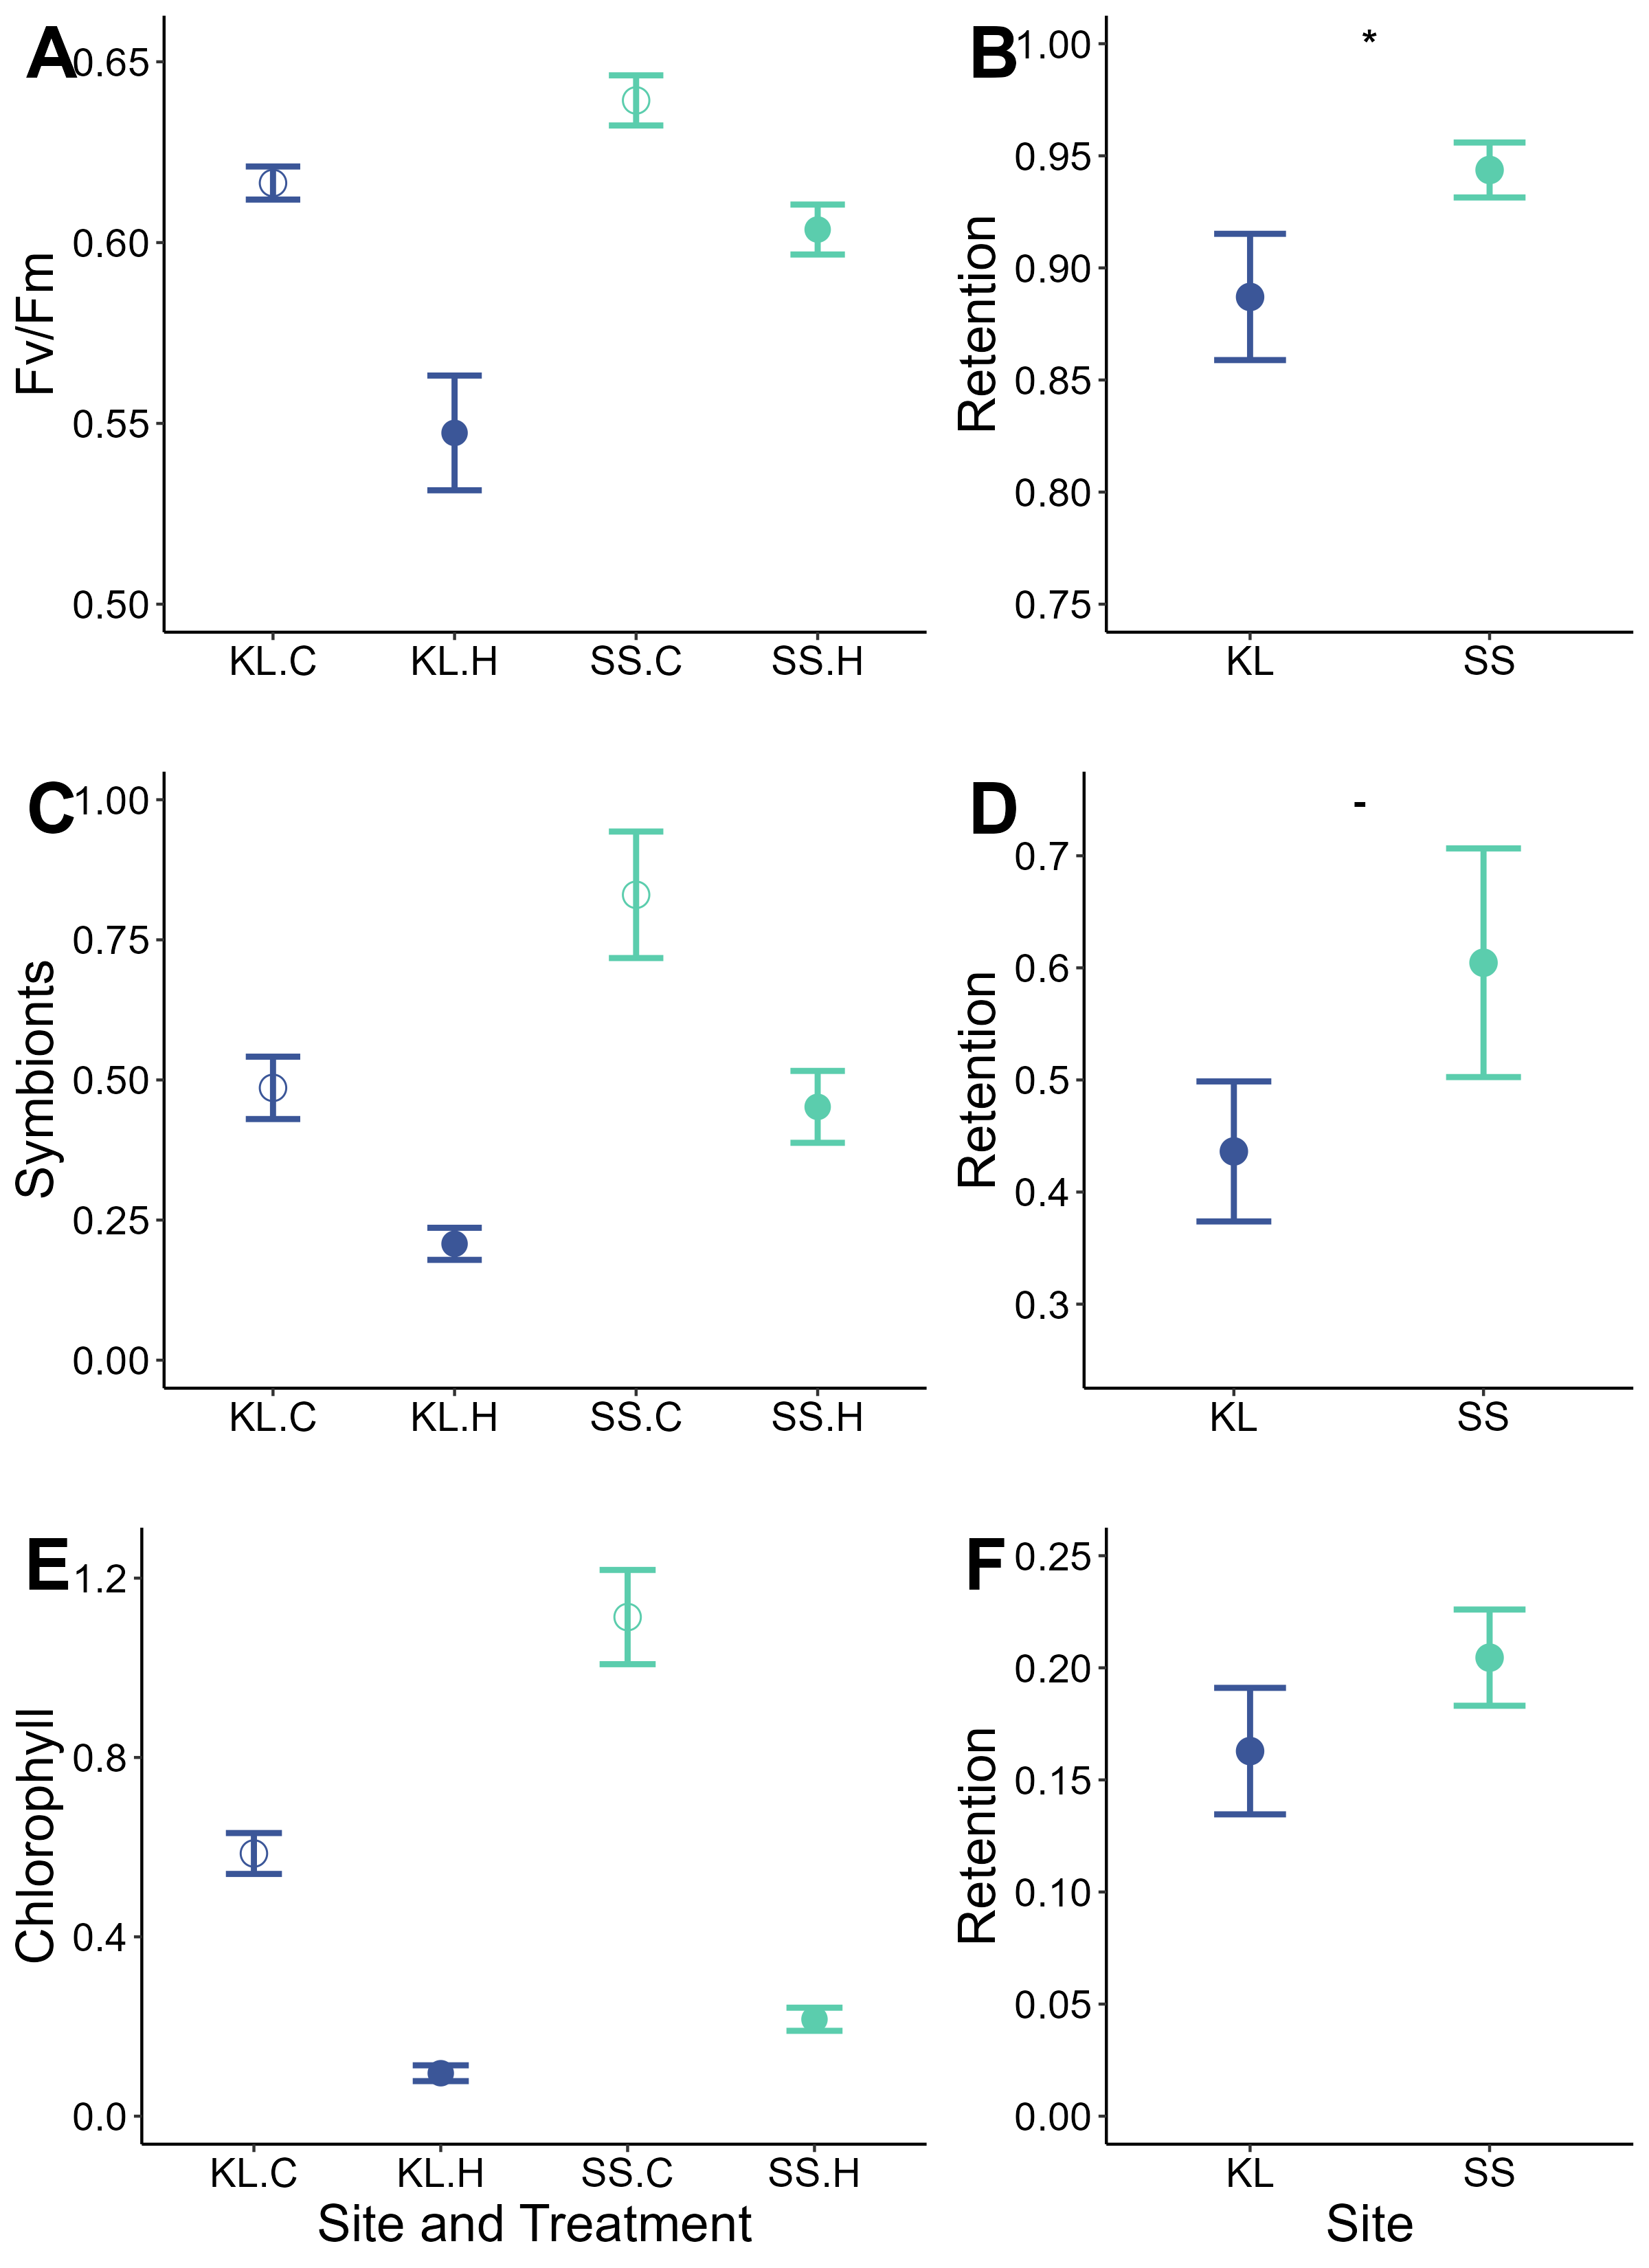 A
0.65
0.60
0.55
0.50
Fv/Fm
KL.C KL.H SS.C SS.H
B
*
1.00
0.95
0.90
0.85
0.80
0.75
Retention
KL SS
C
1.00
0.75
0.50
0.25
0.00
Symbionts
KL.C KL.H SS.C SS.H
D
-
0.7
0.6
0.5
0.4
0.3
Retention
KL SS
E
1.2
0.8
0.4
0.0
Chlorophyll
KL.C KL.H SS.C SS.H
Site and Treatment
F
0.25
0.20
0.15
0.10
0.05
0.00
Retention
KL SS
Site